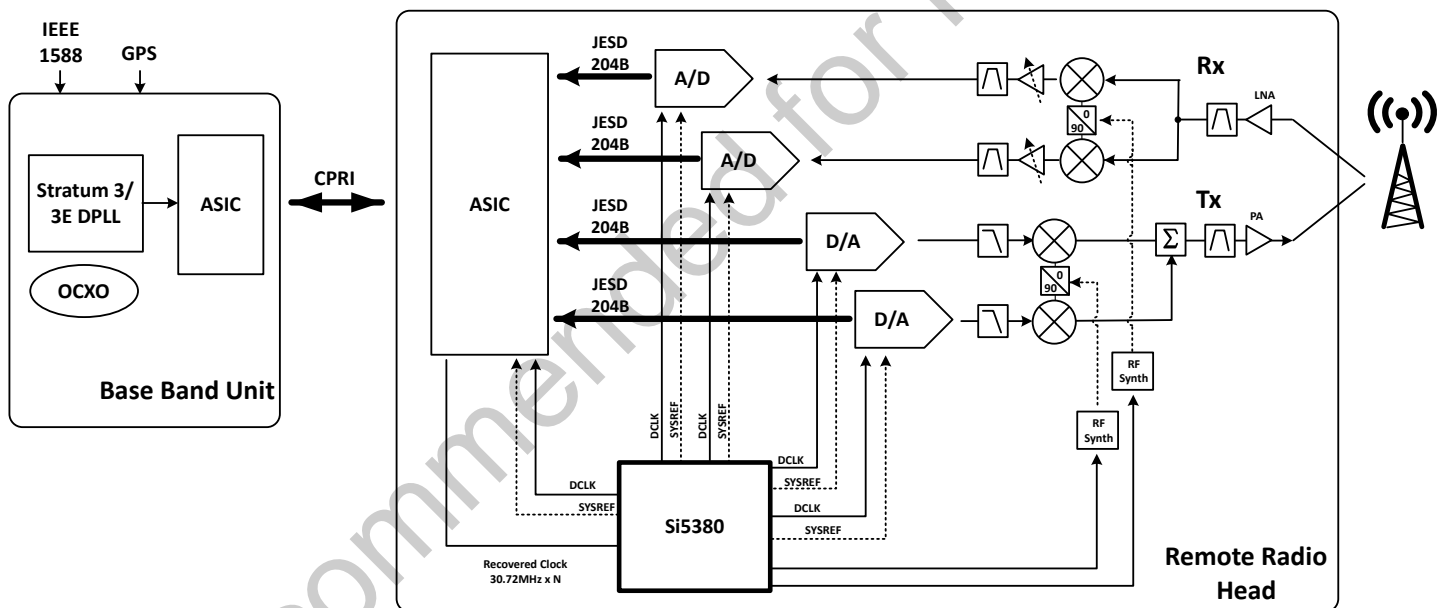 IEEE
1588
GPS
Stratum 3/
3E DPLL
ASIC
OCXO
Base Band Unit
CPRI
ASIC
JESD
204B
A/D
JESD
204B
A/D
JESD
204B
D/A
JESD
204B
D/A
Rx
LNA
0
90
Tx
PA
Σ
0
90
RF
Synth
RF
Synth
DCLK
SYSREF
DCLK
SYSREF
DCLK
SYSREF
DCLK
SYSREF
DCLK
SYSREF
Si5380
Recovered Clock
30.72MHz x N
Remote Radio
Head
ommended for